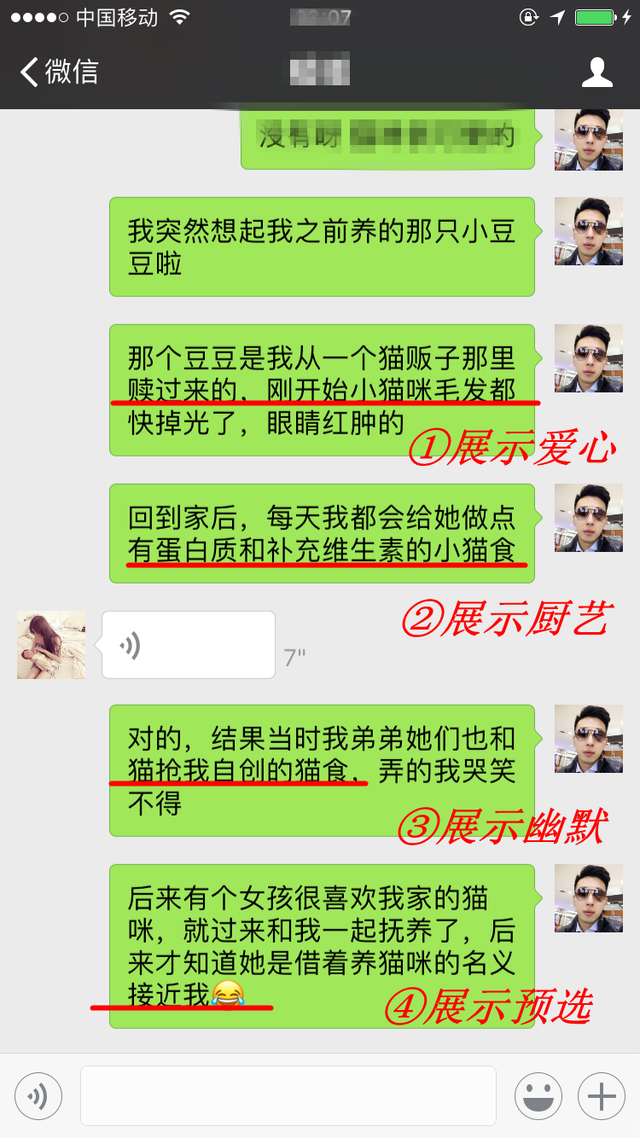 中国移动
07
微信
没有呀
的
我突然想起我之前养的那只小豆
豆啦
那个豆豆是我从一个猫贩子那里
赎过来的，刚开始小猫咪毛发都
快掉光了，眼睛红肿的
①展示爱心
回到家后，每天我都会给她做点
有蛋白质和补充维生素的小猫食
②展示厨艺
7"
对的，结果当时我弟弟她们也和
猫抢我自创的猫食，弄的我哭笑
不得
③展示幽默
后来有个女孩很喜欢我家的猫
咪，就过来和我一起抚养了，后
来才知道她是借着养猫咪的名义
接近我😂
④展示预选